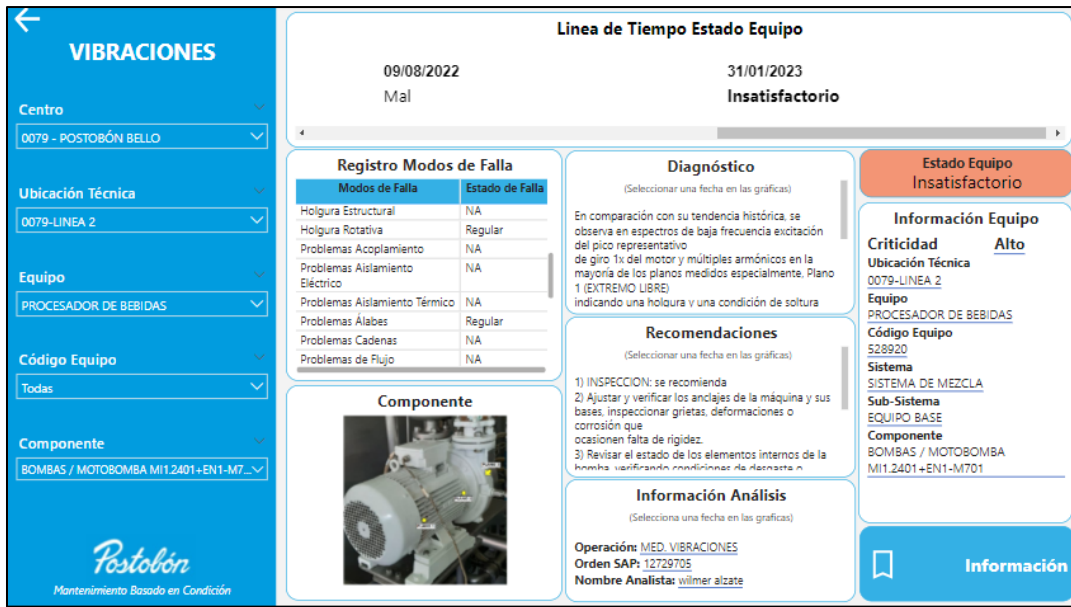 VIBRACIONES
Centro
0079 - POSTOBÓN BELLO
Ubicación Técnica
0079-LINEA 2
Equipo
PROCESADOR DE BEBIDAS
Código Equipo
Todas
Componente
BOMBAS / MOTOBOMBA MI1.2401+EN1-M7...
Postobón
Mantenimiento Basado en Condición
Linea de Tiempo Estado Equipo
09/08/2022
Mal
31/01/2023
Insatisfactorio
Registro Modos de Falla
Modos de Falla Estado de Falla
Holgura Estructural NA
Holgura Rotativa Regular
Problemas Acoplamiento NA
Problemas Aislamiento NA
Eléctrico
Problemas Aislamiento Térmico NA
Problemas Álabes Regular
Problemas Cadenas NA
Problemas de Flujo NA
Componente
Diagnóstico
(Seleccionar una fecha en las gráficas)
En comparación con su tendencia histórica, se
observa en espectros de baja frecuencia excitación
del pico representativo
de giro 1x del motor y múltiples armónicos en la
mayoría de los planos medidos especialmente. Plano
1 (EXTREMO LIBRE)
indicando una holgura y una condición de soltura
Recomendaciones
(Seleccionar una fecha en las gráficas)
1) INSPECCION: se recomienda
2) Ajustar y verificar los anclajes de la máquina y sus
bases, inspeccionar grietas, deformaciones o
corrosión que
ocasionen falta de rigidez.
3) Revisar el estado de los elementos internos de la
bomba, verificando condiciones de desgaste o
Información Análisis
(Selecciona una fecha en las graficas)
Operación: MED. VIBRACIONES
Orden SAP: 12729705
Nombre Analista: wilmer alzate
Estado Equipo
Insatisfactorio
Información Equipo
Criticidad Alto
Ubicación Técnica
0079-LINEA 2
Equipo
PROCESADOR DE BEBIDAS
Código Equipo
528920
Sistema
SISTEMA DE MEZCLA
Sub-Sistema
EQUIPO BASE
Componente
BOMBAS / MOTOBOMBA
MI1.2401+EN1-M701
Información